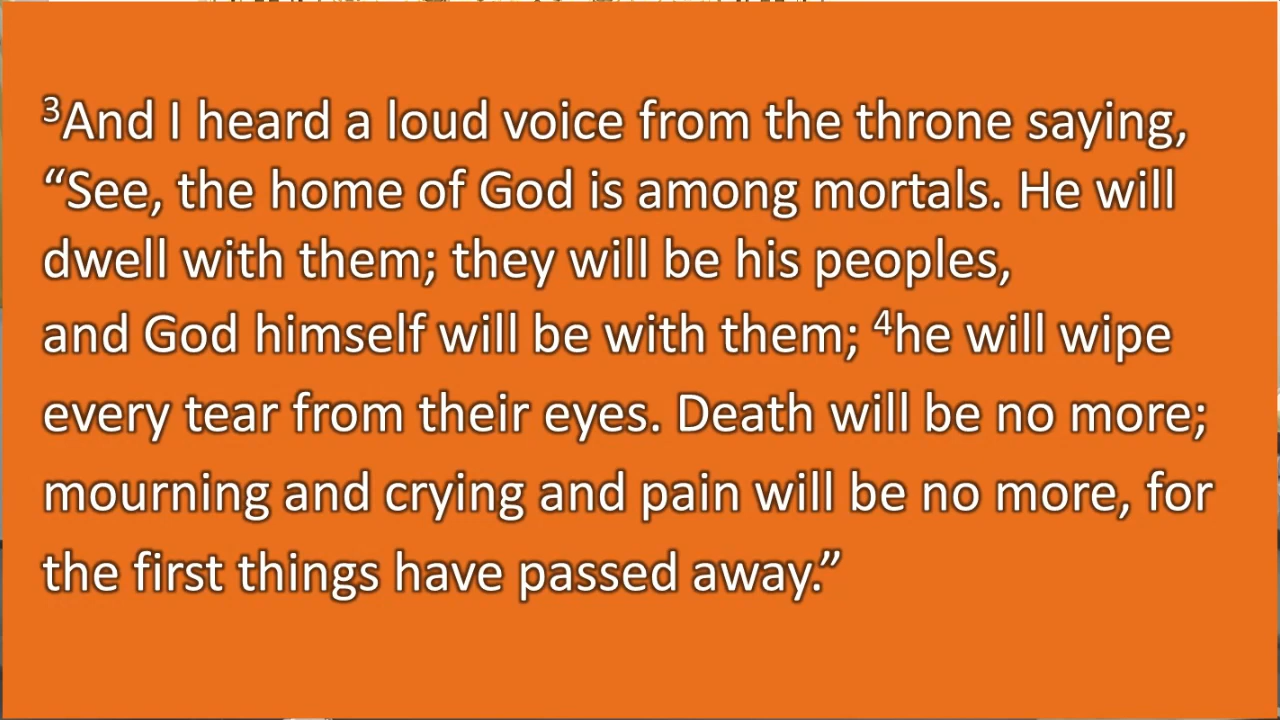 ³And I heard a loud voice from the throne saying,
“See, the home of God is among mortals. He will
dwell with them; they will be his peoples,
and God himself will be with them; ⁴he will wipe
every tear from their eyes. Death will be no more;
mourning and crying and pain will be no more, for
the first things have passed away.”